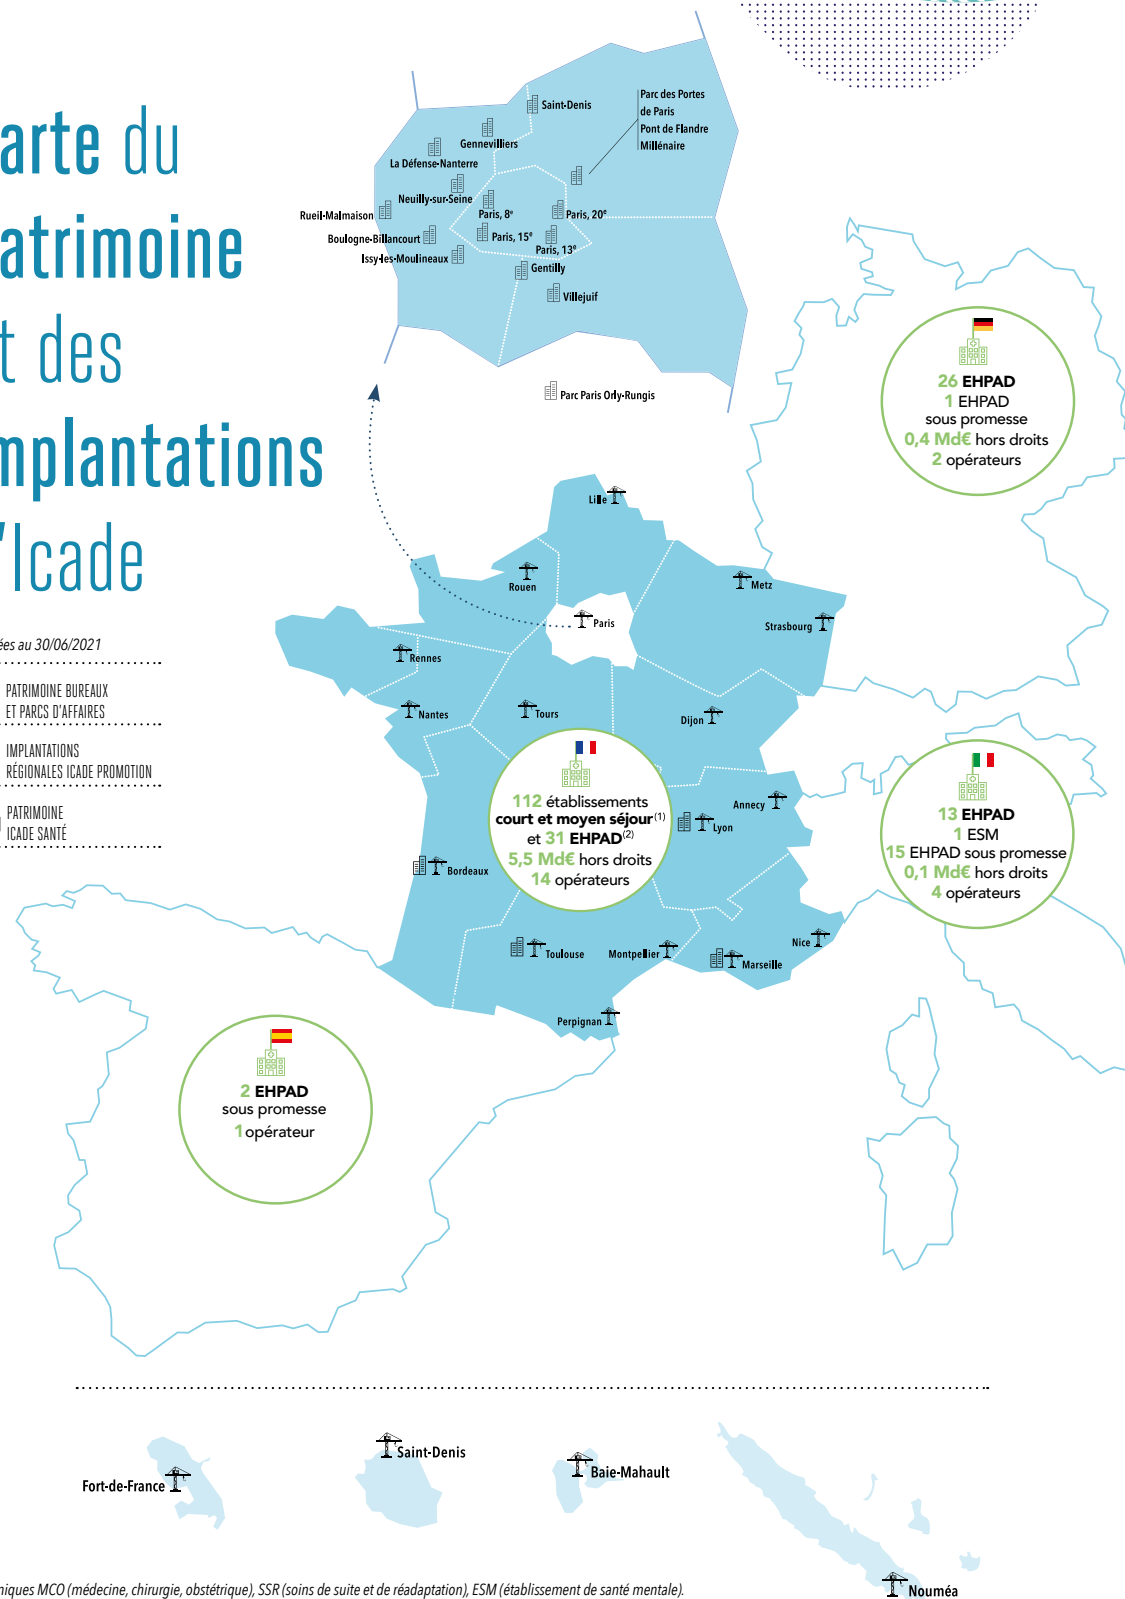 arte du
atrimoine
t des
mplantations
'Icade
ées au 30/06/2021
PATRIMOINE BUREAUX
ET PARCS D'AFFAIRES
IMPLANTATIONS
RÉGIONALES ICADE PROMOTION
PATRIMOINE
ICADE SANTÉ
Saint-Denis
Parc des Portes
de Paris
Pont de Flandre
Millénaire
Gennevilliers
La Défense-Nanterre
Neuilly-sur-Seine
Rueil-Malmaison
Paris, 8e
Paris, 20e
Boulogne-Billancourt
Paris, 15e
Paris, 13e
Issy-les-Moulineaux
Gentilly
Villejuif
Parc Paris Orly-Rungis
26 EHPAD
1 EHPAD
sous promesse
0,4 Md€ hors droits
2 opérateurs
Lille
Rouen
Metz
Paris
Strasbourg
Rennes
Nantes
Tours
Dijon
112 établissements
court et moyen séjour(1)
et 31 EHPAD(2)
5,5 Md€ hors droits
14 opérateurs
Annecy
Lyon
Bordeaux
13 EHPAD
1 ESM
15 EHPAD sous promesse
0,1 Md€ hors droits
4 opérateurs
Toulouse
Montpellier
Nice
Marseille
Perpignan
2 EHPAD
sous promesse
1 opérateur
Fort-de-France
Saint-Denis
Baie-Mahault
Nouméa
niques MCO (médecine, chirurgie, obstétrique), SSR (soins de suite et de réadaptation), ESM (établissement de santé mentale).